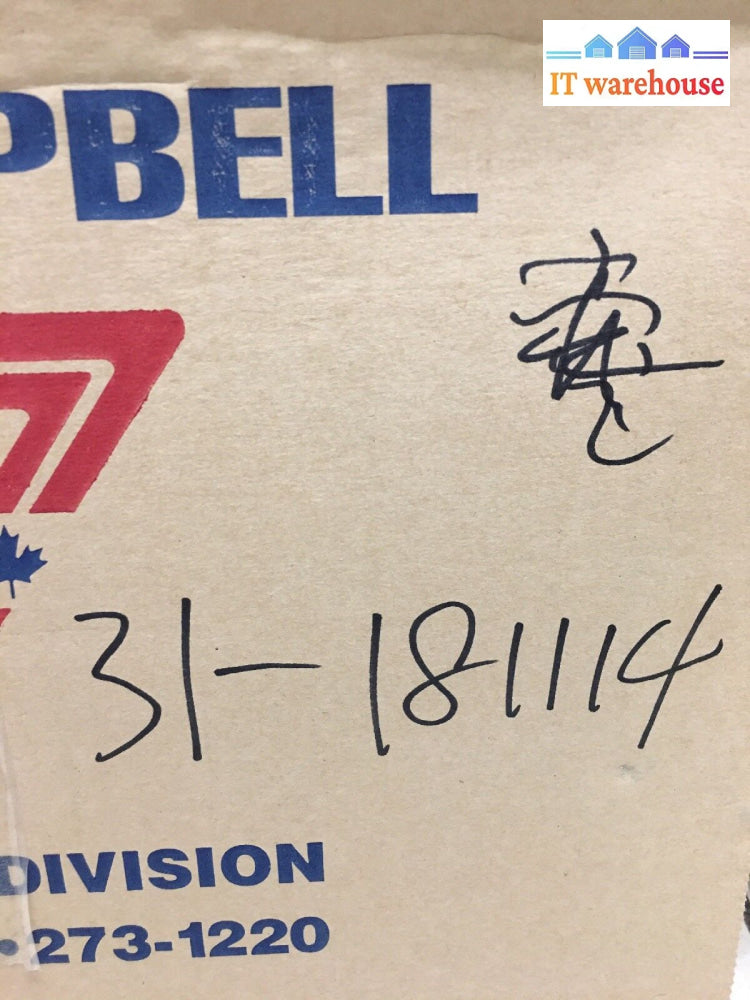 IT warehouse
PBELL
31-181114
DIVISION
•273-1220